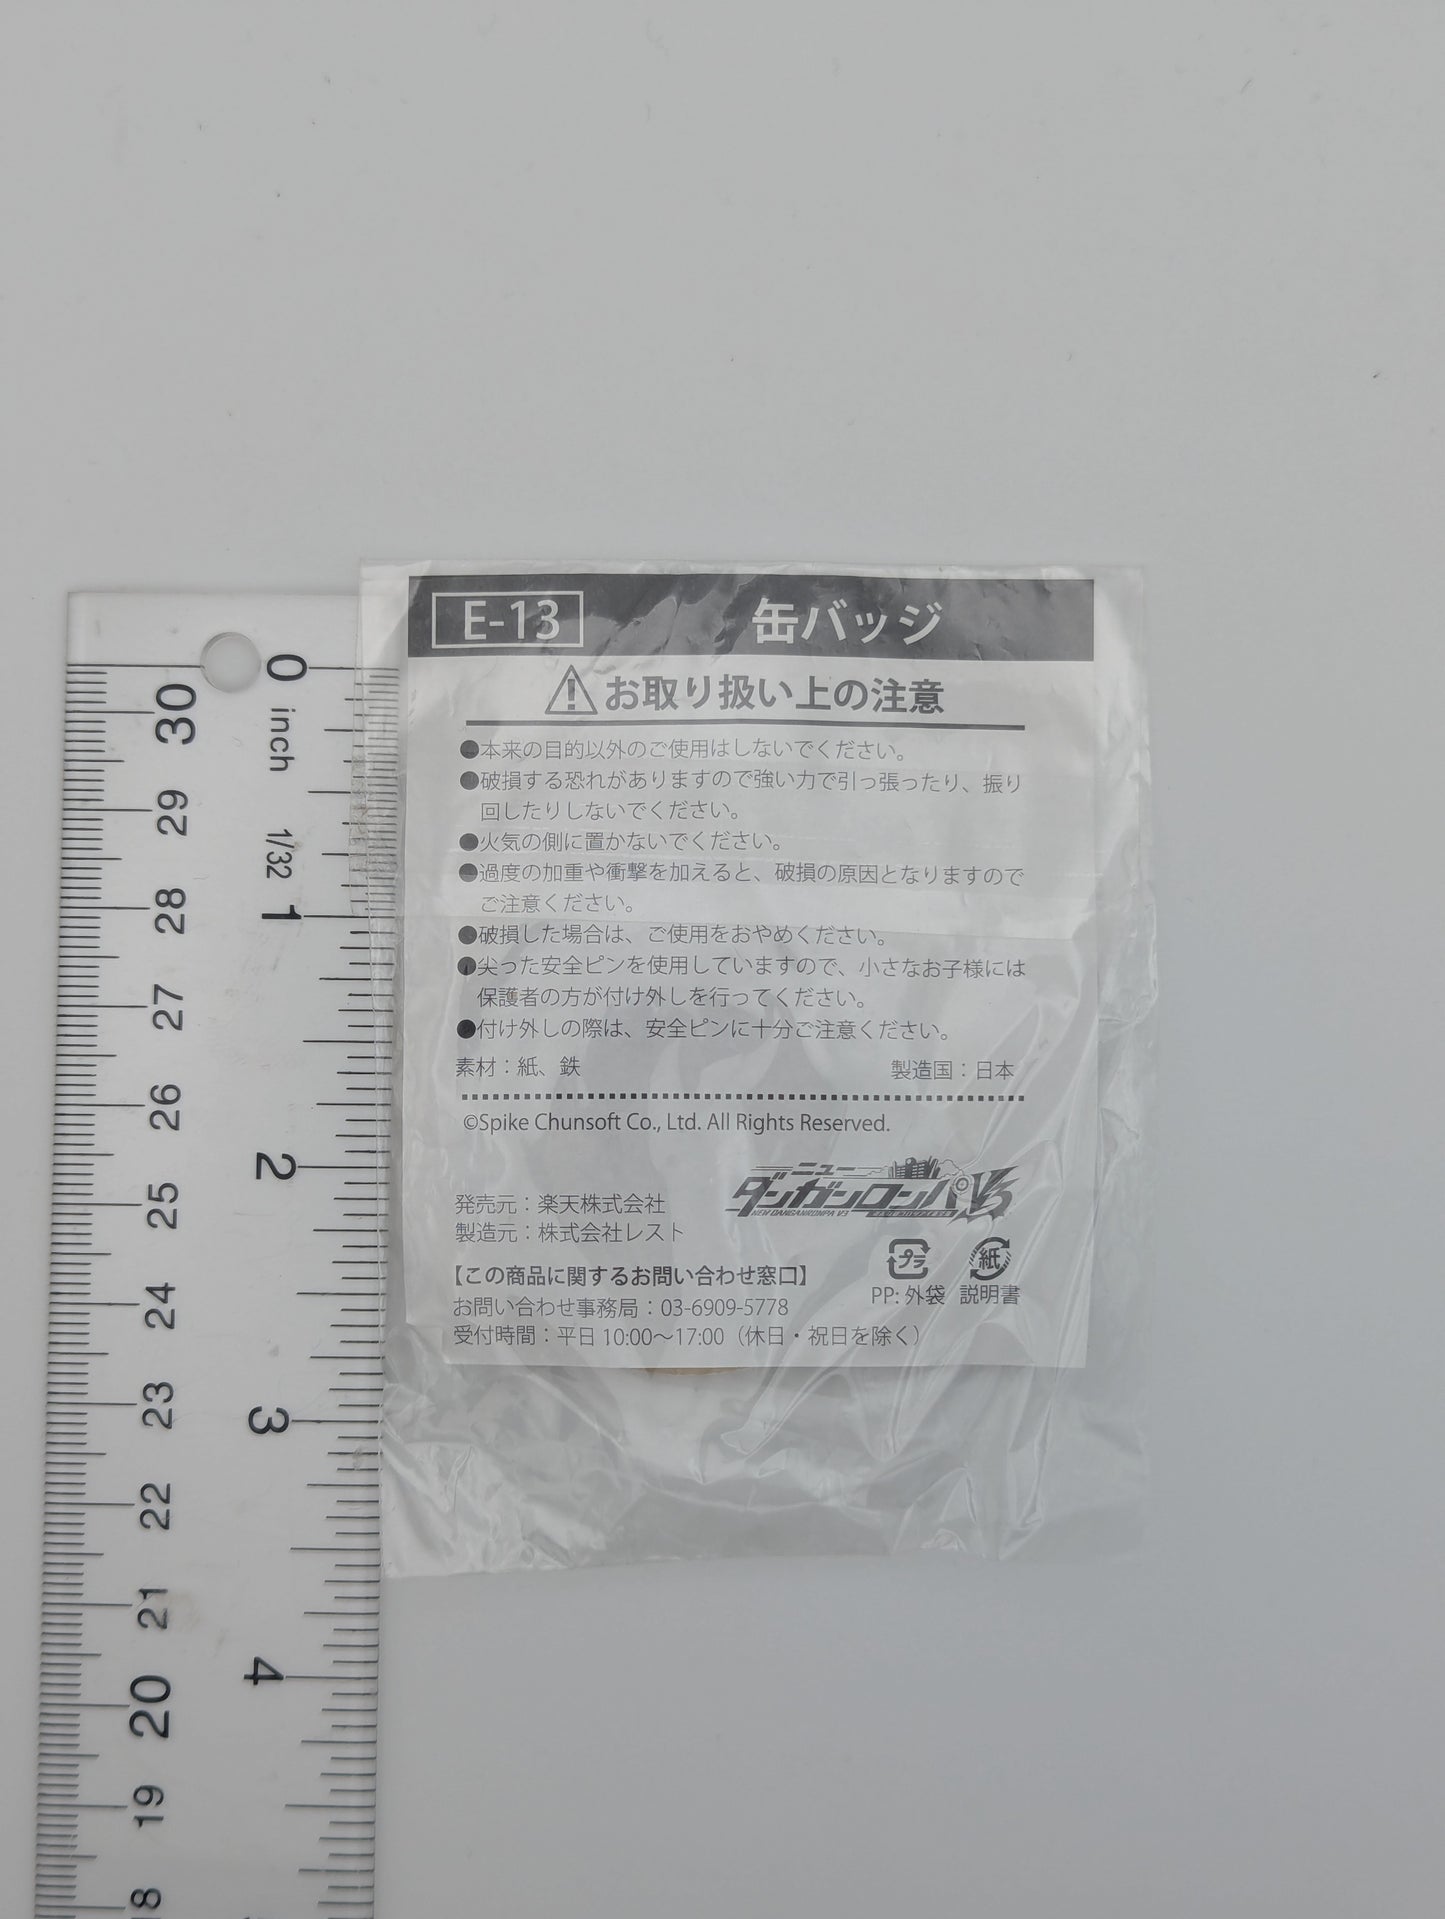 E-13 缶バッジ
お取り扱い上の注意
●本来の目的以外のご使用はしないでください。
●破損する恐れがありますので強い力で引っ張ったり、振り
回したりしないでください。
●火気の側に置かないでください。
●過度の加重や衝撃を加えると、破損の原因となりますので
ご注意ください。
●破損した場合は、ご使用をおやめください。
●尖った安全ピンを使用していますので、小さなお子様には
保護者の方が付け外しを行ってください。
●付け外しの際は、安全ピンに十分ご注意ください。
素材：紙、鉄 製造国：日本
©Spike Chunsoft Co., Ltd. All Rights Reserved.
ニュー
ダンガンロンパV3
NEW DANGANRONPA V3
発売元：楽天株式会社
製造元：株式会社レスト
プラ 紙
PP: 外袋 説明書
【この商品に関するお問い合わせ窓口】
お問い合わせ事務局：03-6909-5778
受付時間：平日 10:00～17:00（休日・祝日を除く）
0 inch 1/32 1 2 3 4
30 29 28 27 26 25 24 23 22 21 20 19 18